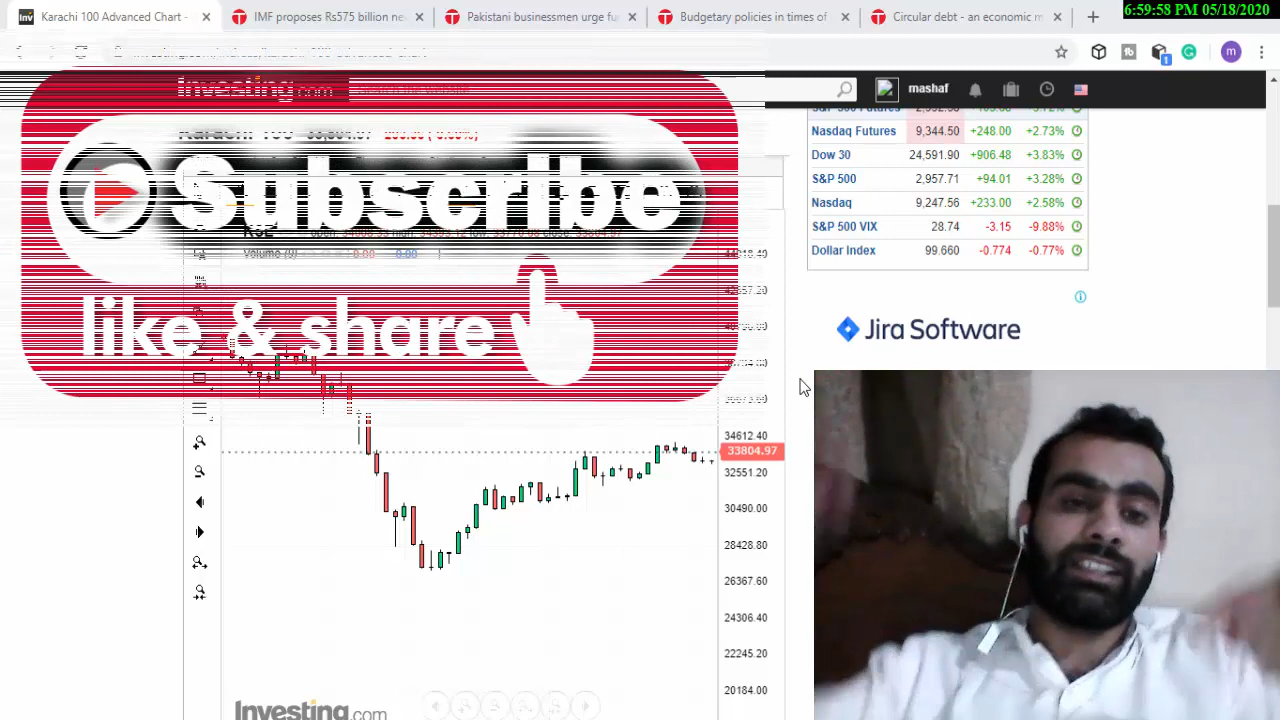 Karachi 100 Advanced Chart -
IMF proposes Rs575 billion ne
Pakistani businessmen urge fu
Budgetary policies in times of
Circular debt - an economic m
6:59:58 PM 05/18/2020
Investing.com
mashaf
m
1
Subscribe
like & share
Nasdaq Futures 9,344.50 +248.00 +2.73%
Dow 30 24,591.90 +906.48 +3.83%
S&P 500 2,957.71 +94.01 +3.28%
Nasdaq 9,247.56 +233.00 +2.58%
S&P 500 VIX 28.74 -3.15 -9.88%
Dollar Index 99.660 -0.774 -0.77%
Jira Software
34612.40
33804.97
32551.20
30490.00
28428.80
26367.60
24306.40
22245.20
20184.00
Investing.com